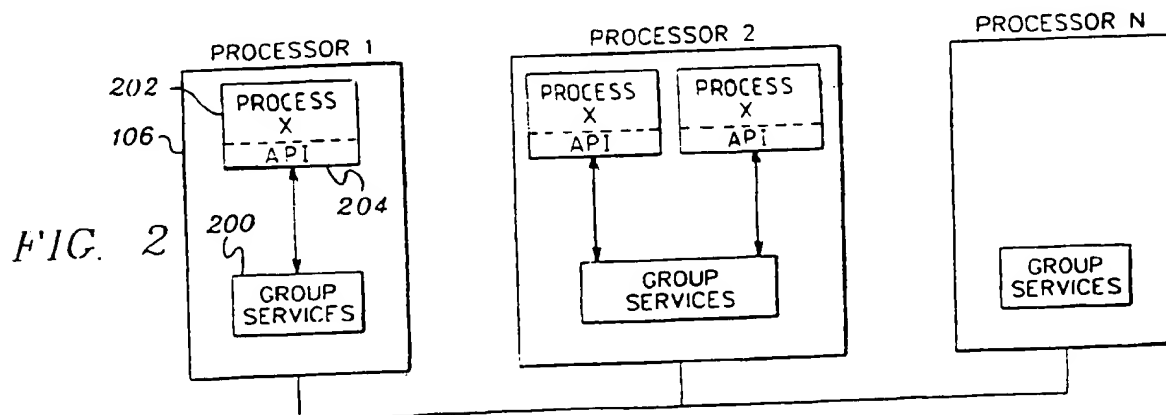 PROCESSOR 1
PROCESSOR 2
PROCESSOR N
202
PROCESS
X
API
PROCESS
X
API
PROCESS
X
API
106
204
200
FIG. 2
GROUP
SERVICES
GROUP
SERVICES
GROUP
SERVICES